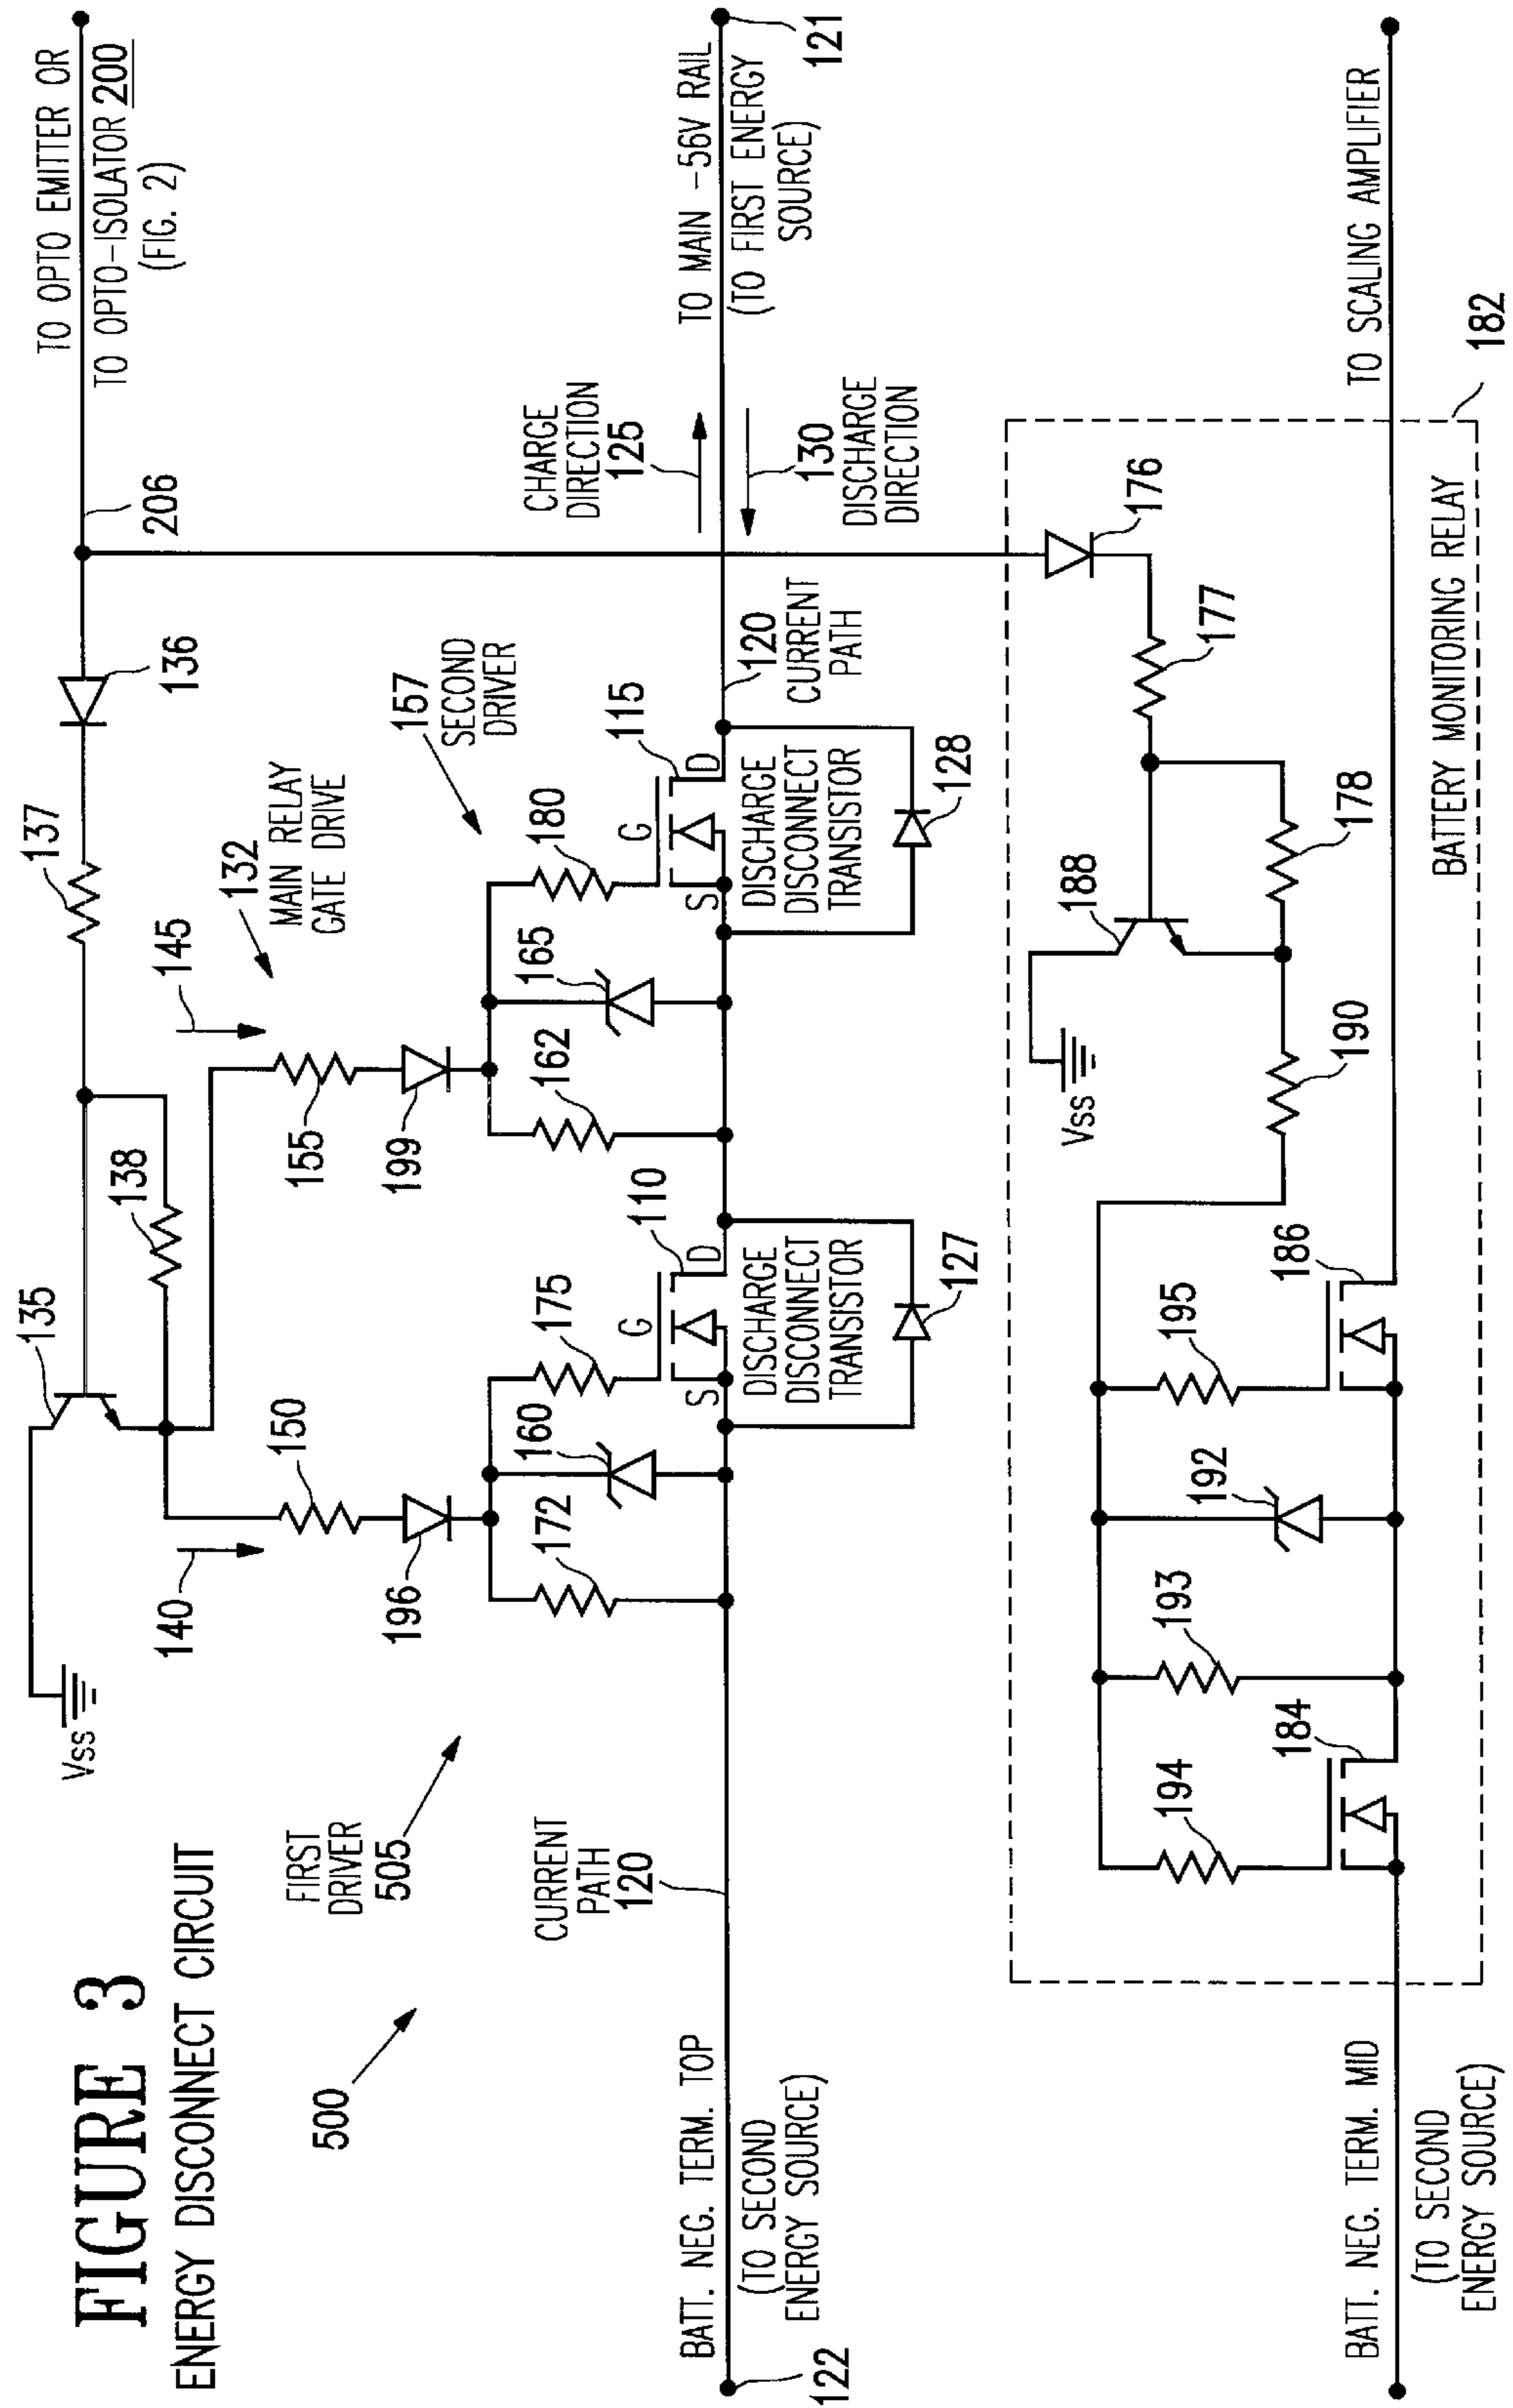 FIGURE 3
ENERGY DISCONNECT CIRCUIT
500
FIRST
DRIVER
505
Vss
135
138
137
136
206
TO OPTO EMITTER OR
TO OPTO-ISOLATOR 200
(FIG. 2)
140
150
196
145
155
199
132
MAIN RELAY
GATE DRIVE
157
SECOND
DRIVER
172
160
175
G
S
D
110
DISCHARGE
DISCONNECT
TRANSISTOR
127
162
165
180
G
S
D
115
DISCHARGE
DISCONNECT
TRANSISTOR
128
CURRENT
PATH
120
120
CURRENT
PATH
CHARGE
DIRECTION
125
130
DISCHARGE
DIRECTION
TO MAIN -56V RAIL
(TO FIRST ENERGY
SOURCE)
121
BATT. NEG. TERM. TOP
(TO SECOND
ENERGY SOURCE)
122
194
184
193
192
195
186
Vss
188
190
178
177
176
BATTERY MONITORING RELAY
182
TO SCALING AMPLIFIER
BATT. NEG. TERM. MID
(TO SECOND
ENERGY SOURCE)